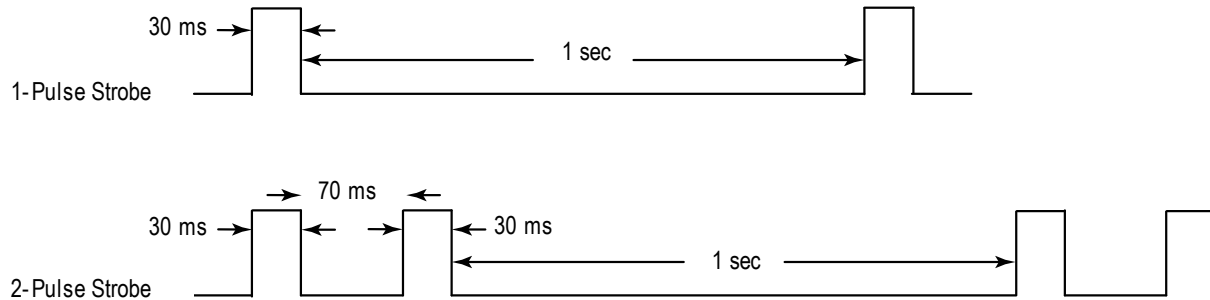 30 ms
1 sec
1-Pulse Strobe
70 ms
30 ms
30 ms
1 sec
2-Pulse Strobe